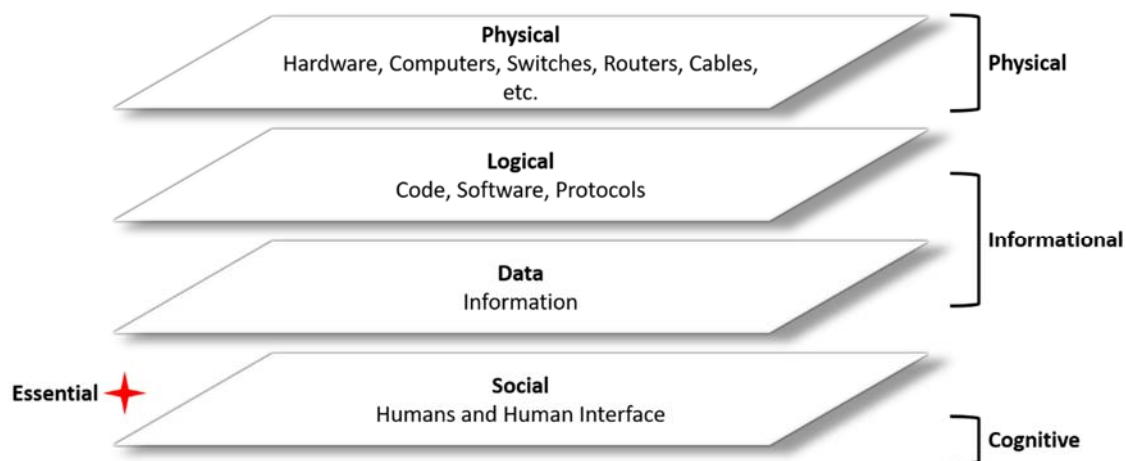 Physical
Hardware, Computers, Switches, Routers, Cables,
etc.
Physical
Logical
Code, Software, Protocols
Informational
Data
Information
Essential
Social
Humans and Human Interface
Cognitive